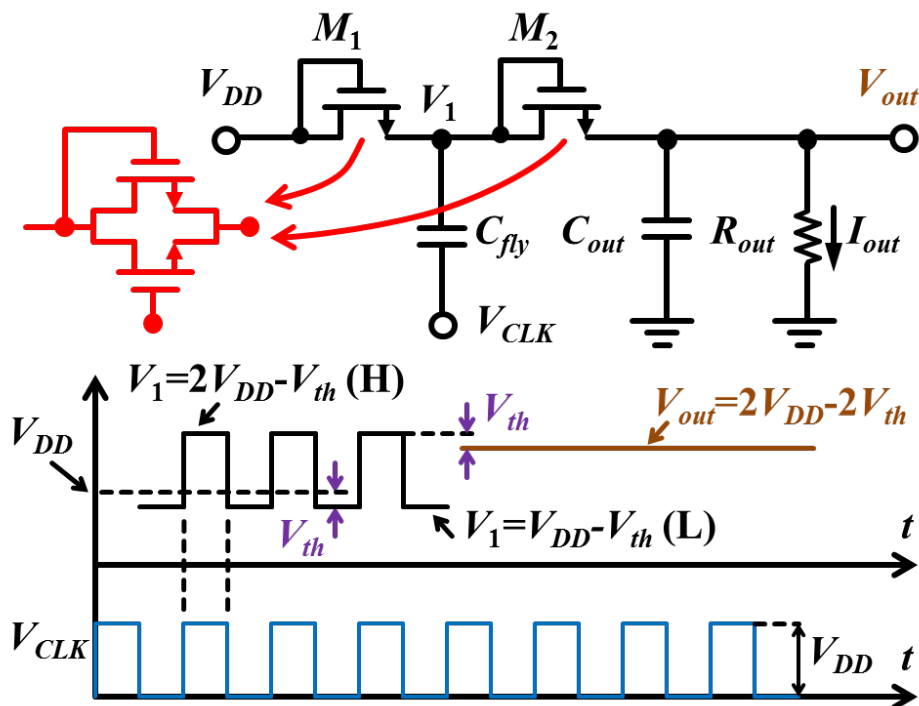 M1 M2
VDD V1 Vout
Cfly Cout Rout Iout
VCLK
V1=2VDD-Vth (H)
VDD Vth Vout=2VDD-2Vth
Vth V1=VDD-Vth (L)
t
VCLK VDD t